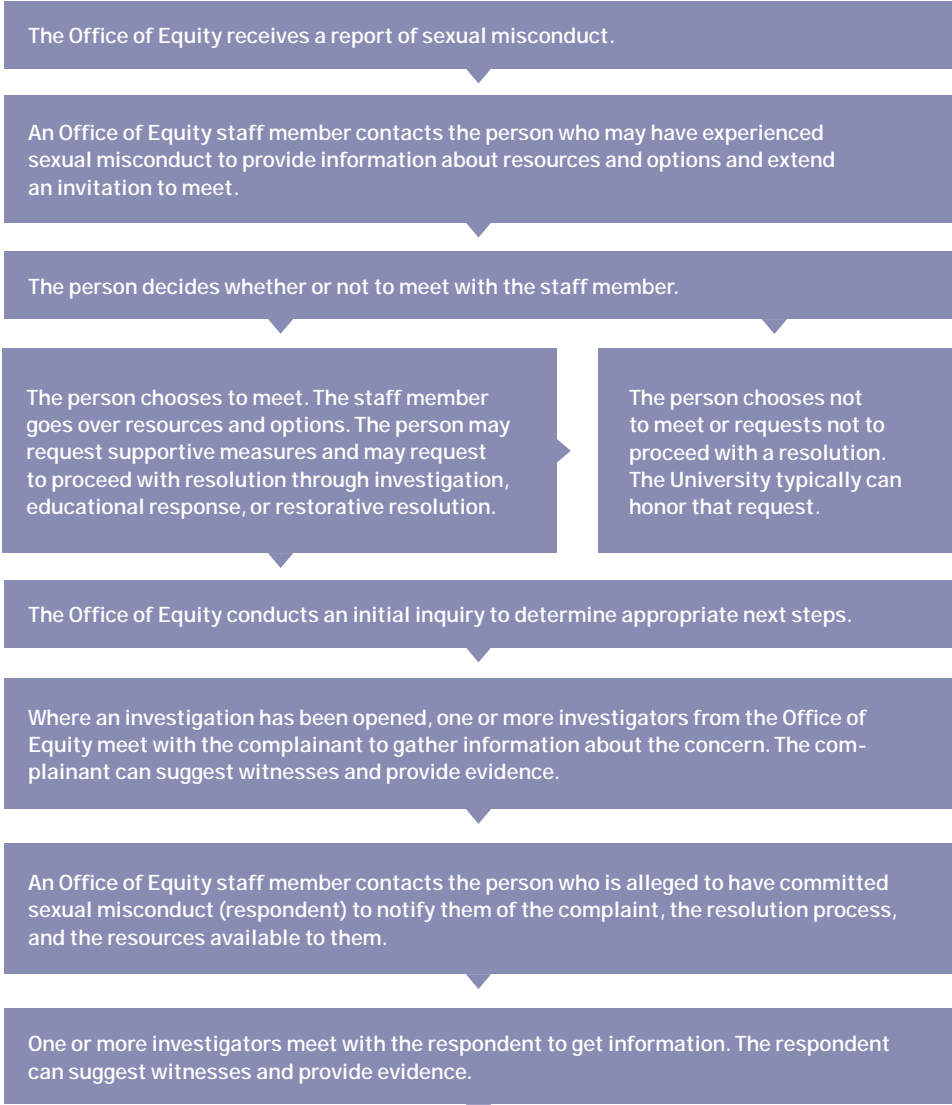 The Office of Equity receives a report of sexual misconduct.
An Office of Equity staff member contacts the person who may have experienced
sexual misconduct to provide information about resources and options and extend
an invitation to meet.
The person decides whether or not to meet with the staff member.
The person chooses to meet. The staff member
goes over resources and options. The person may
request supportive measures and may request
to proceed with resolution through investigation,
educational response, or restorative resolution.
The person chooses not
to meet or requests not to
proceed with a resolution.
The University typically can
honor that request.
The Office of Equity conducts an initial inquiry to determine appropriate next steps.
Where an investigation has been opened, one or more investigators from the Office of
Equity meet with the complainant to gather information about the concern. The com-
plainant can suggest witnesses and provide evidence.
An Office of Equity staff member contacts the person who is alleged to have committed
sexual misconduct (respondent) to notify them of the complaint, the resolution process,
and the resources available to them.
One or more investigators meet with the respondent to get information. The respondent
can suggest witnesses and provide evidence.